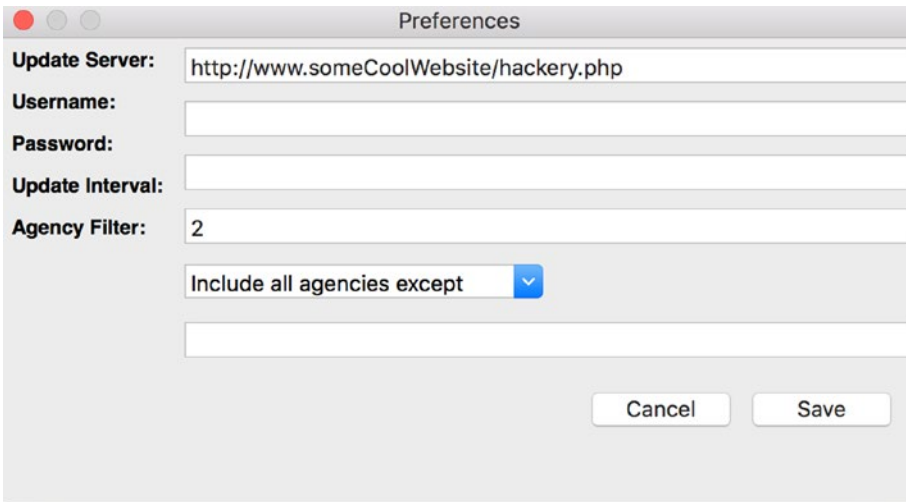 Preferences
Update Server:
http://www.someCoolWebsite/hackery.php
Username:
Password:
Update Interval:
Agency Filter:
2
Include all agencies except
Cancel
Save